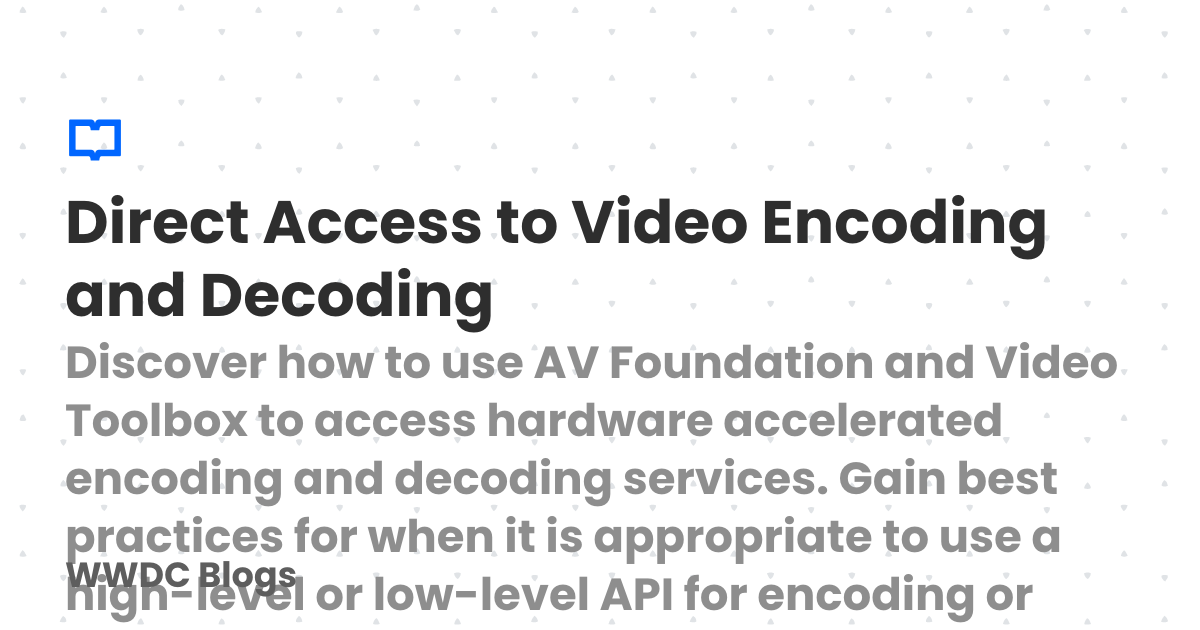 Direct Access to Video Encoding
and Decoding
Discover how to use AV Foundation and Video
Toolbox to access hardware accelerated
encoding and decoding services. Gain best
practices for when it is appropriate to use a
WWDC Blogs
high-level or low-level API for encoding or